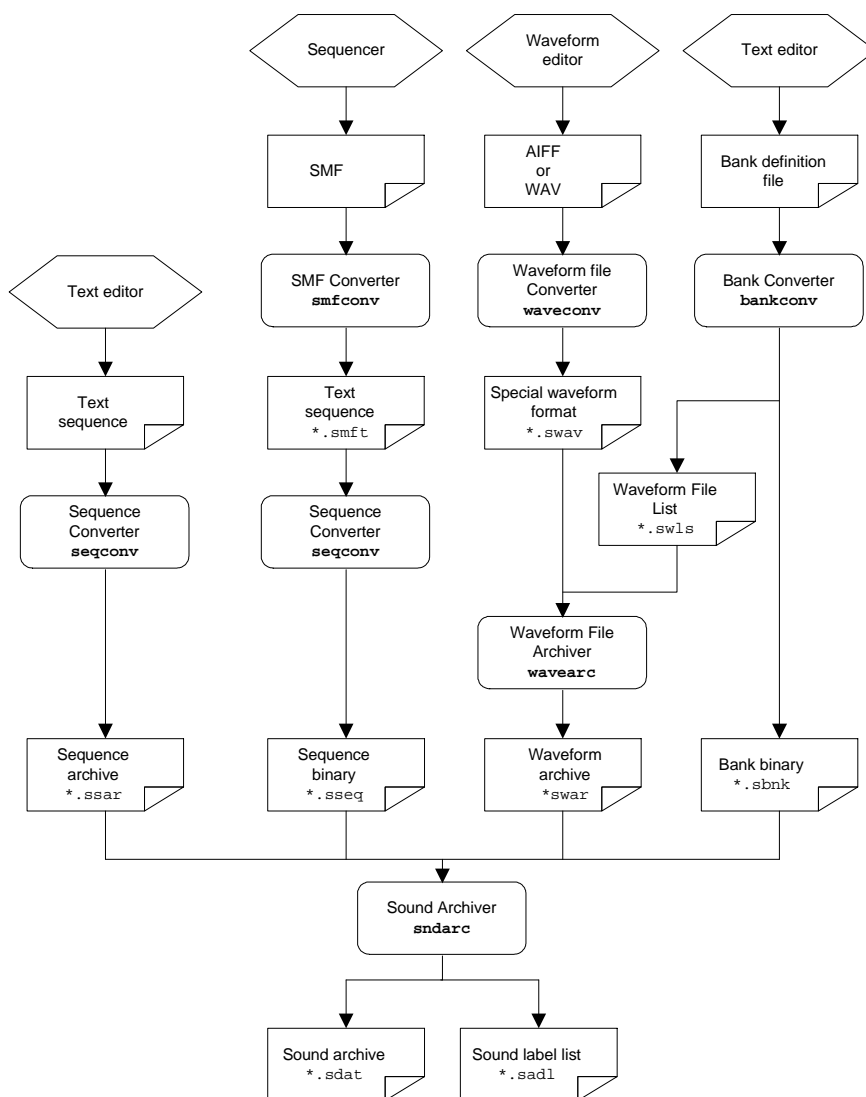 Sequencer
Waveform
editor
Text editor
SMF
AIFF
or
WAV
Bank definition
file
Text editor
SMF Converter
smfconv
Waveform file
Converter
waveconv
Bank Converter
bankconv
Text
sequence
Text
sequence
*.smft
Special waveform
format
*.swav
Waveform File
List
*.swls
Sequence
Converter
seqconv
Sequence
Converter
seqconv
Waveform File
Archiver
wavearc
Sequence
archive
*.ssar
Sequence
binary
*.sseq
Waveform
archive
*swar
Bank binary
*.sbnk
Sound Archiver
sndarc
Sound archive
*.sdat
Sound label list
*.sadl